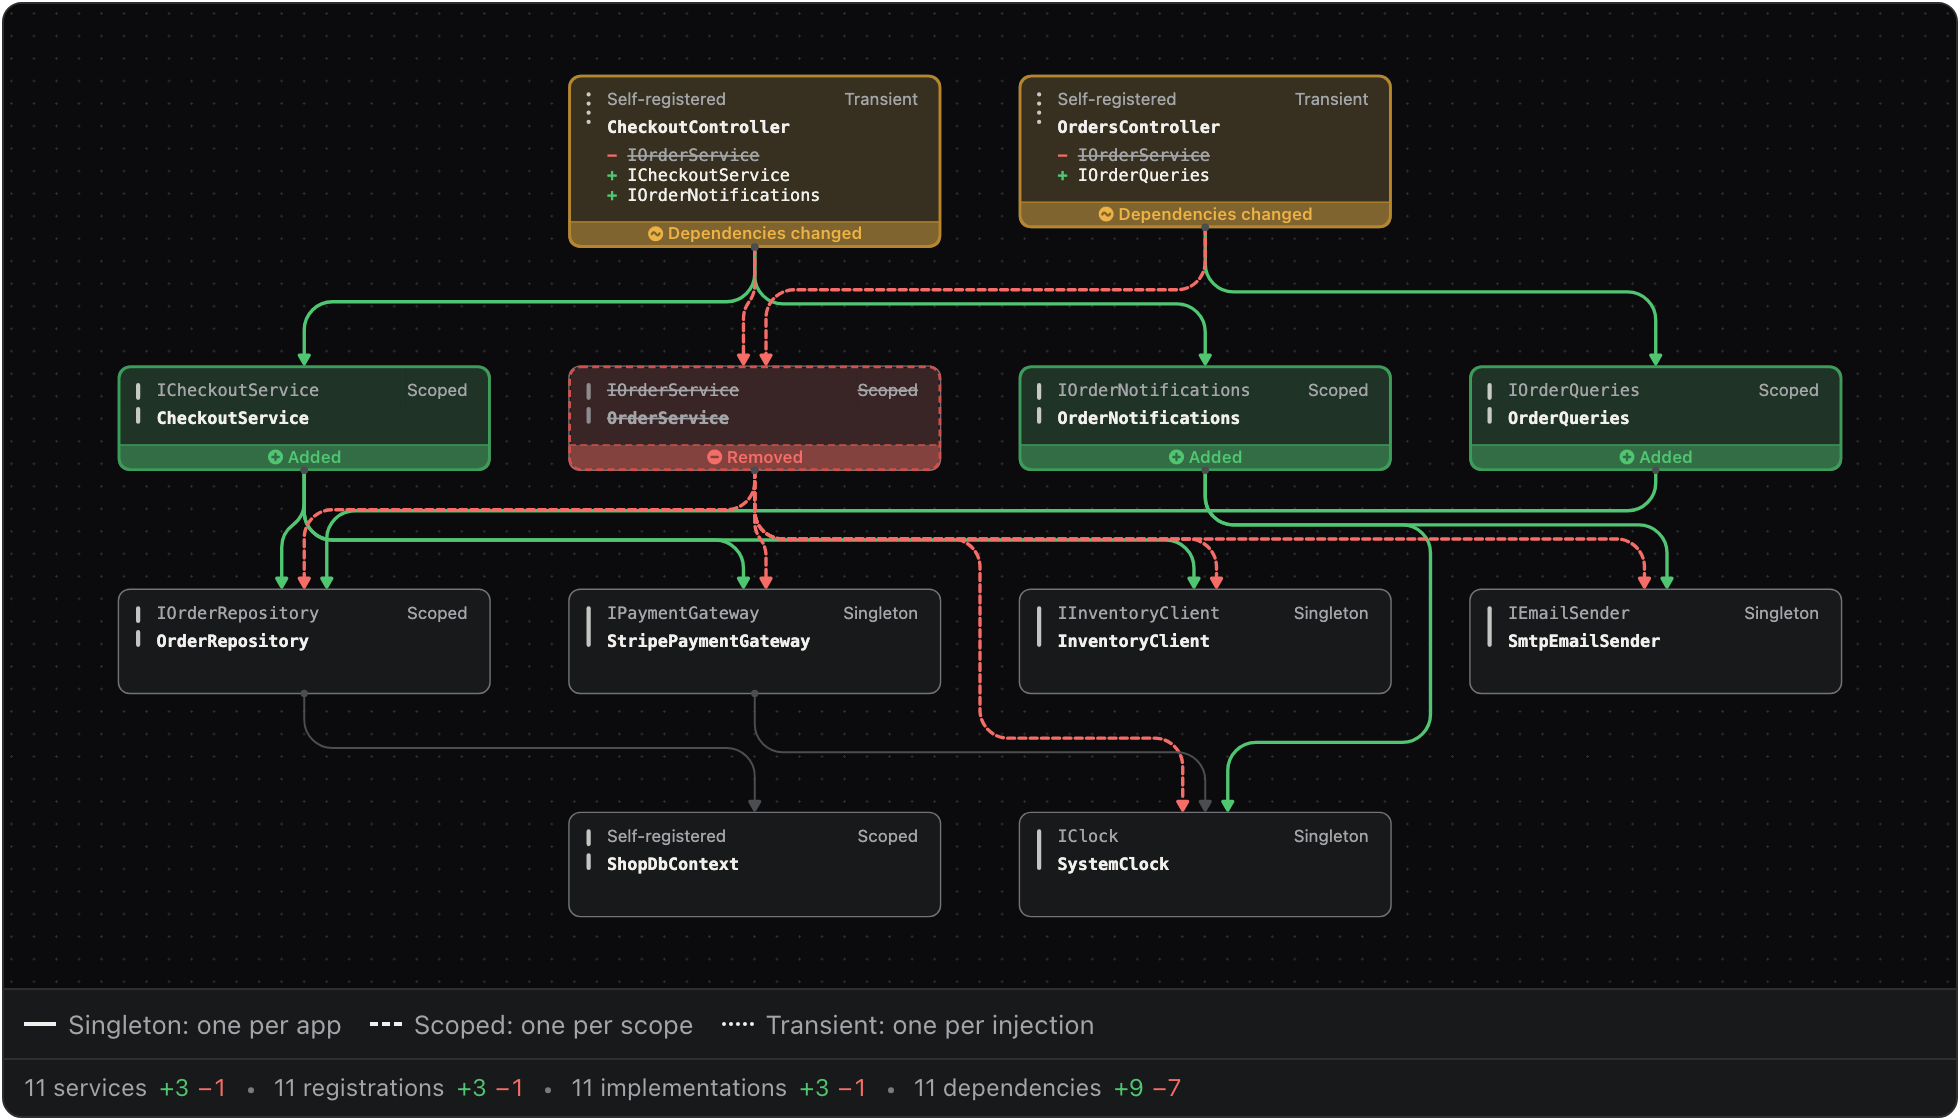 Self-registered Transient
CheckoutController
− IOrderService
+ ICheckoutService
+ IOrderNotifications
Dependencies changed
Self-registered Transient
OrdersController
− IOrderService
+ IOrderQueries
Dependencies changed
ICheckoutService Scoped
CheckoutService
Added
IOrderService Scoped
OrderService
Removed
IOrderNotifications Scoped
OrderNotifications
Added
IOrderQueries Scoped
OrderQueries
Added
IOrderRepository Scoped
OrderRepository
IPaymentGateway Singleton
StripePaymentGateway
IInventoryClient Singleton
InventoryClient
IEmailSender Singleton
SmtpEmailSender
Self-registered Scoped
ShopDbContext
IClock Singleton
SystemClock
Singleton: one per app Scoped: one per scope Transient: one per injection
11 services +3 −1 • 11 registrations +3 −1 • 11 implementations +3 −1 • 11 dependencies +9 −7